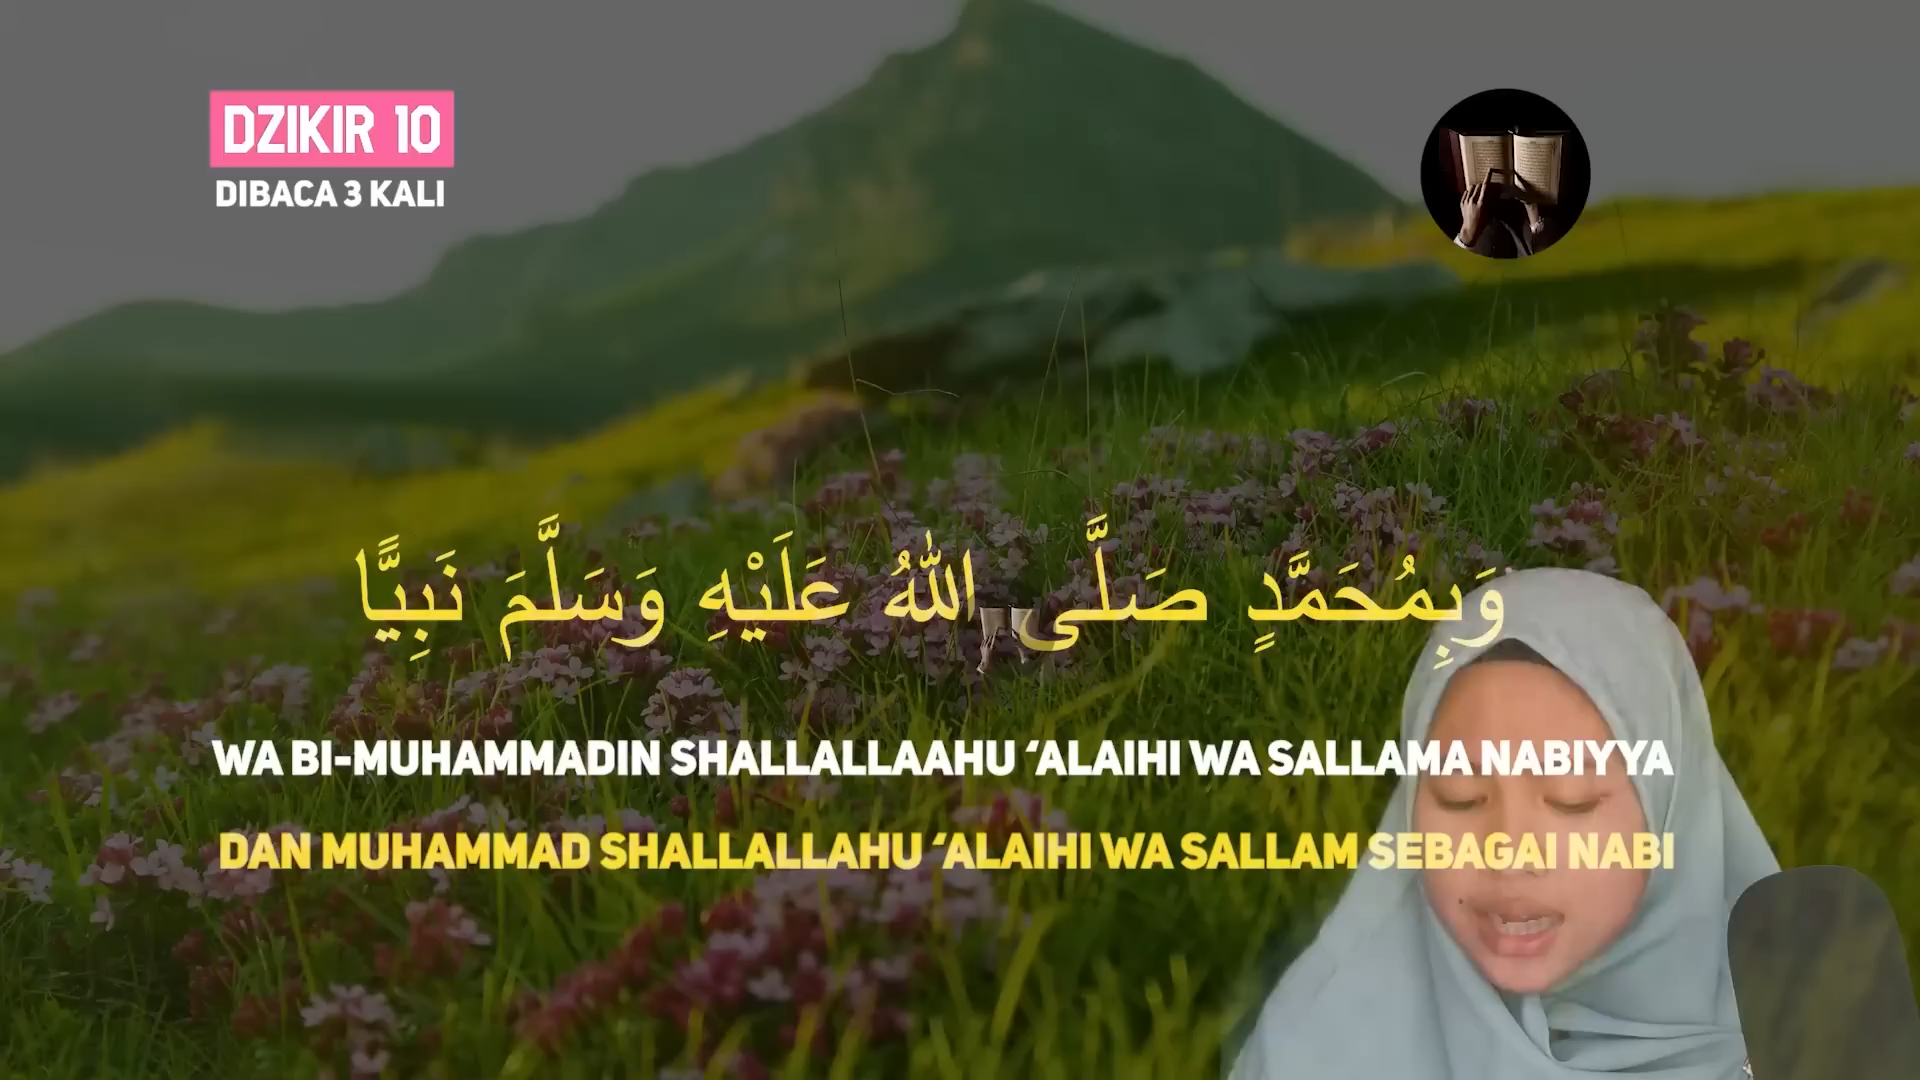 DZIKIR 10
DIBACA 3 KALI
وَبِمُحَمَّدٍ صَلَّى اللهُ عَلَيْهِ وَسَلَّمَ نَبِيًّا
WA BI-MUHAMMADIN SHALLALLAAHU ‘ALAIHI WA SALLAMA NABIYYA
DAN MUHAMMAD SHALLALLAHU ‘ALAIHI WA SALLAM SEBAGAI NABI